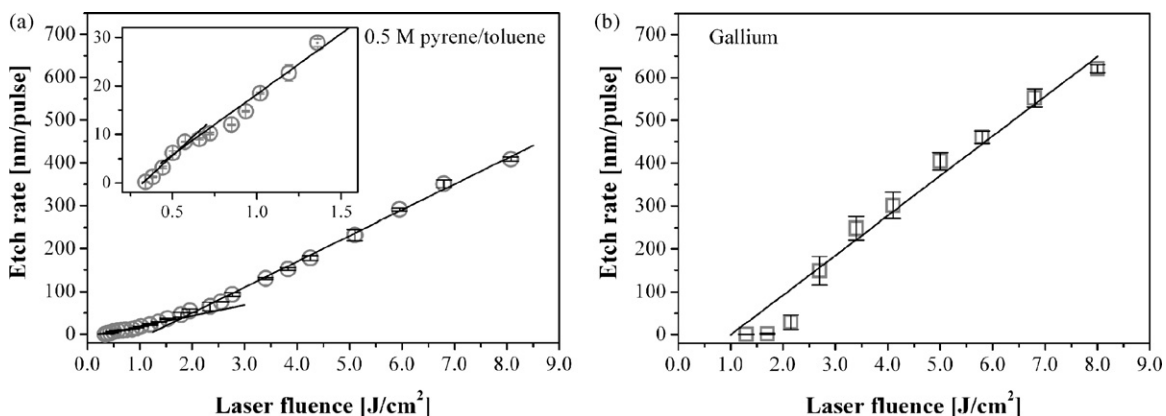 (a)
0.5 M pyrene/toluene
Etch rate [nm/pulse]
700
600
500
400
300
200
100
0
30
20
10
0
0.5 1.0 1.5
0.0 1.0 2.0 3.0 4.0 5.0 6.0 7.0 8.0 9.0
Laser fluence [J/cm²]
(b)
Gallium
Etch rate [nm/pulse]
700
600
500
400
300
200
100
0
0.0 1.0 2.0 3.0 4.0 5.0 6.0 7.0 8.0 9.0
Laser fluence [J/cm²]